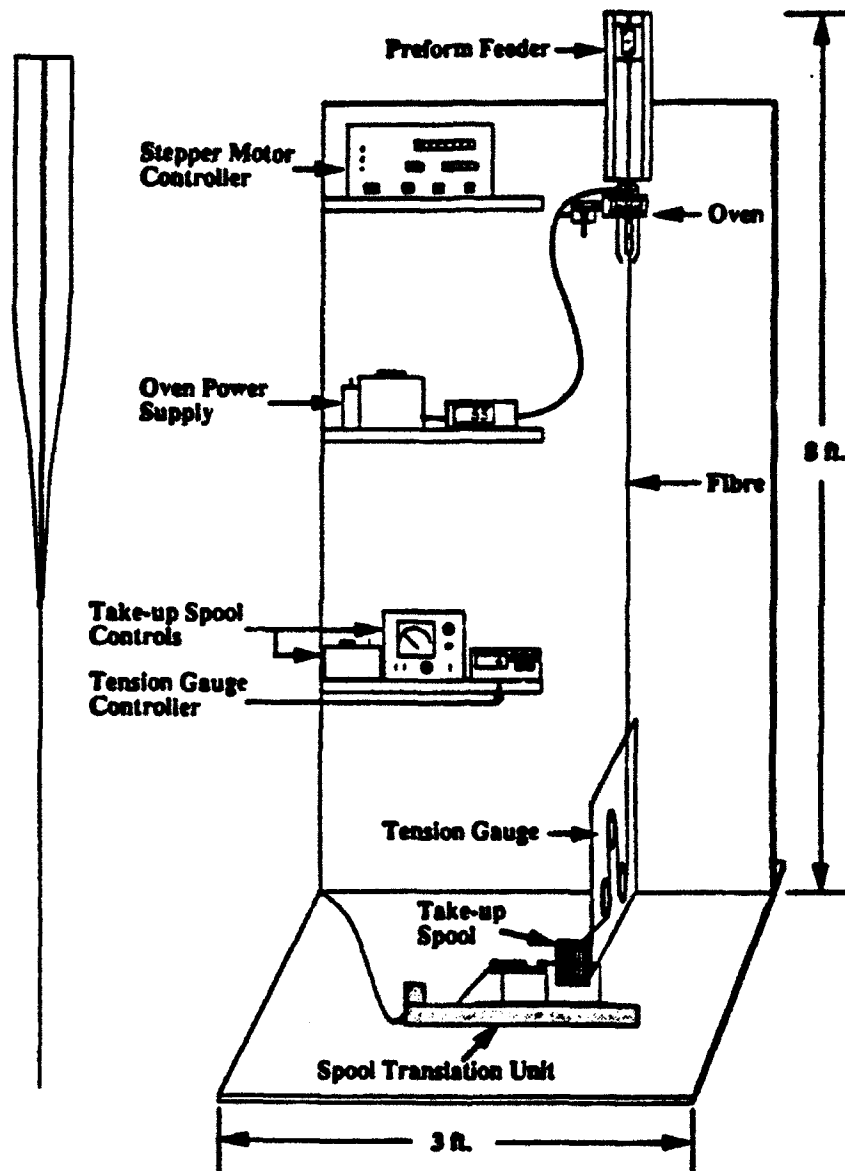 Preform Feeder
Stepper Motor
Controller
Oven
Oven Power
Supply
8 ft.
Fibre
Take-up Spool
Controls
Tension Gauge
Controller
Tension Gauge
Take-up
Spool
Spool Translation Unit
3 ft.